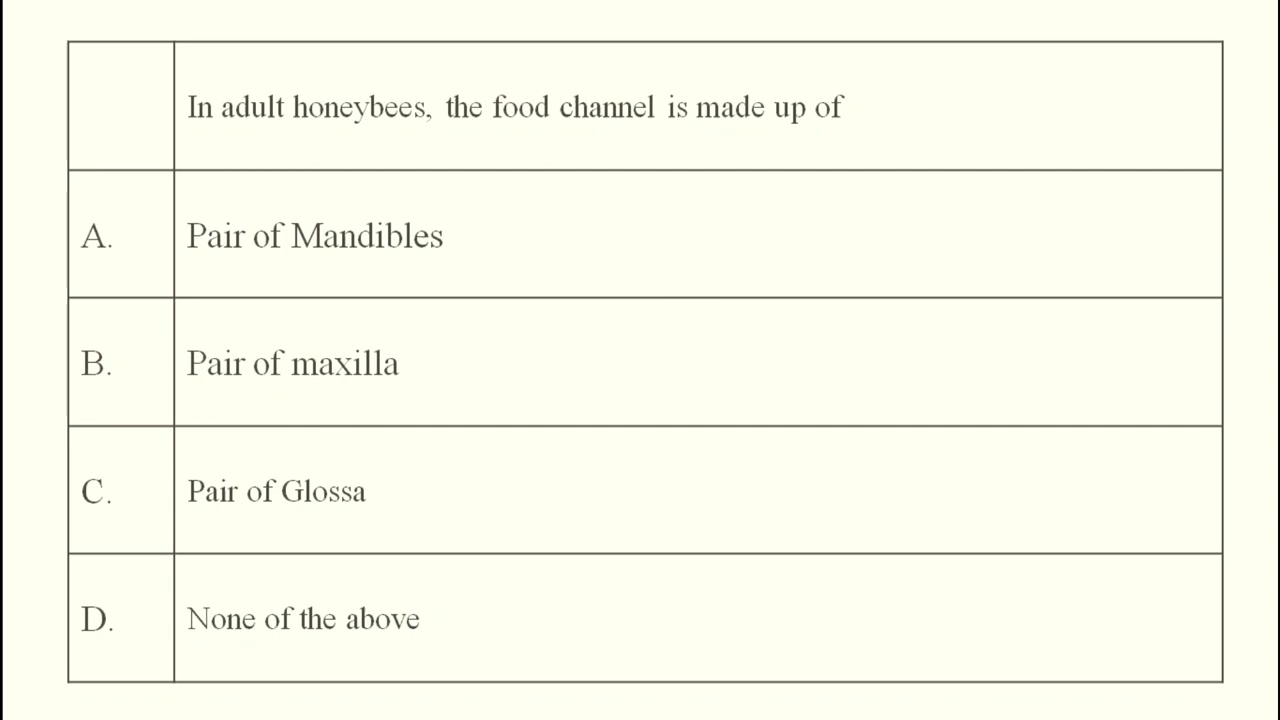 In adult honeybees, the food channel is made up of
A. Pair of Mandibles
B. Pair of maxilla
C. Pair of Glossa
D. None of the above